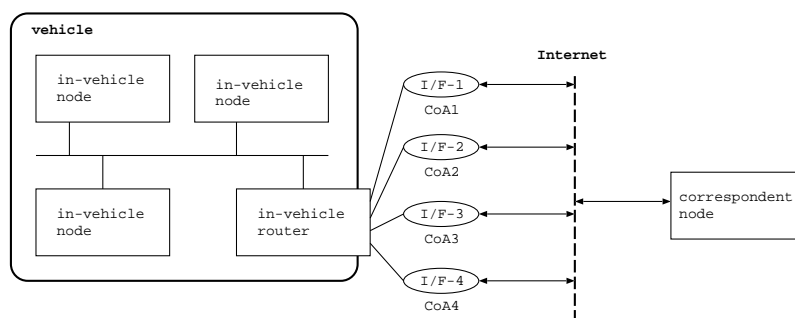 vehicle
Internet
in-vehicle
node
in-vehicle
node
I/F-1
CoA1
I/F-2
CoA2
in-vehicle
node
in-vehicle
router
I/F-3
CoA3
correspondent
node
I/F-4
CoA4